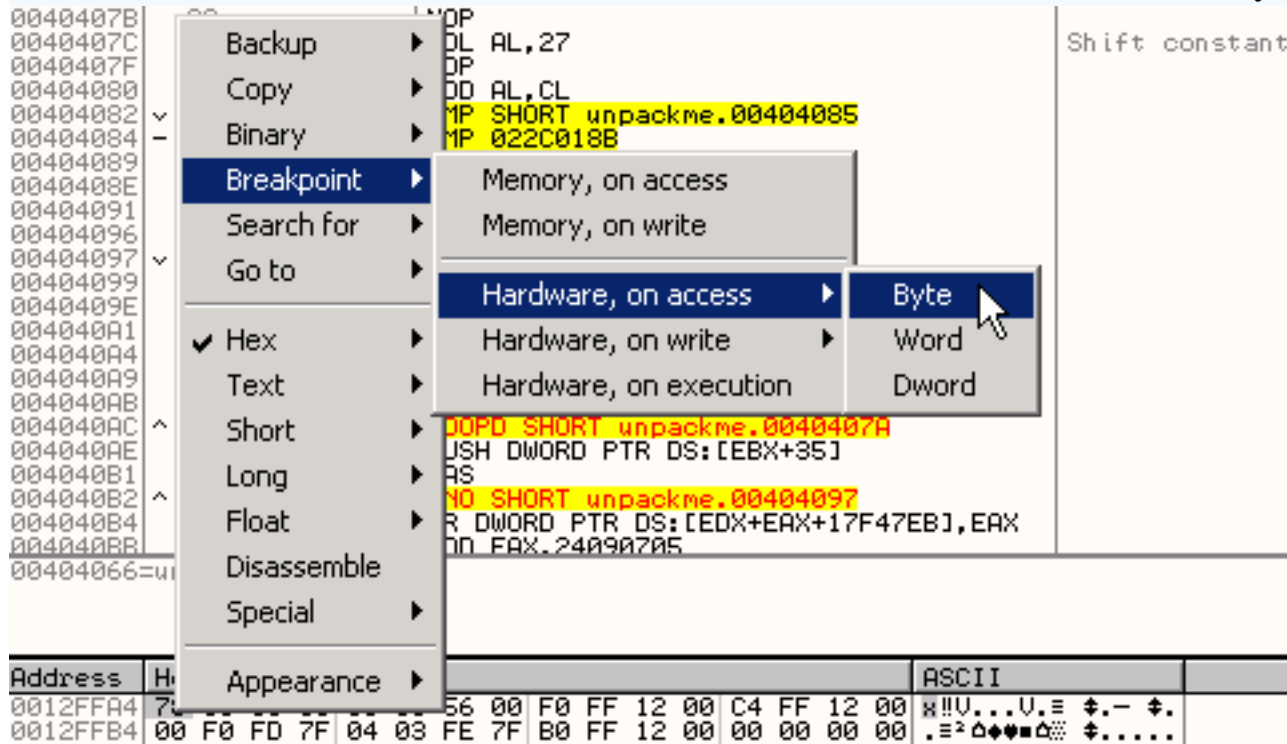 0040407B NOP
0040407C AL,27 Shift constant
0040407F
00404080 AL,CL
00404082 SHORT unpackme.00404085
00404084 – 022C018B
00404089
0040408E
00404091
00404096
00404097
00404099
0040409E
004040A1
004040A4
004040A9
004040AB
004040AC ^ SHORT unpackme.0040407A
004040AE USH DWORD PTR DS:[EBX+35]
004040B1
004040B2 ^ NO SHORT unpackme.00404097
004040B4 R DWORD PTR DS:[EDX+EAX+17F47EB],EAX
004040BB EAX,24090705
00404066=u
Backup
Copy
Binary
Breakpoint
Search for
Go to
Hex
Text
Short
Long
Float
Disassemble
Special
Appearance
Memory, on access
Memory, on write
Hardware, on access
Hardware, on write
Hardware, on execution
Byte
Word
Dword
Address H ASCII
0012FFA4 56 00 F0 FF 12 00 C4 FF 12 00
0012FFB4 00 F0 FD 7F 04 03 FE 7F B0 FF 12 00 00 00 00 00